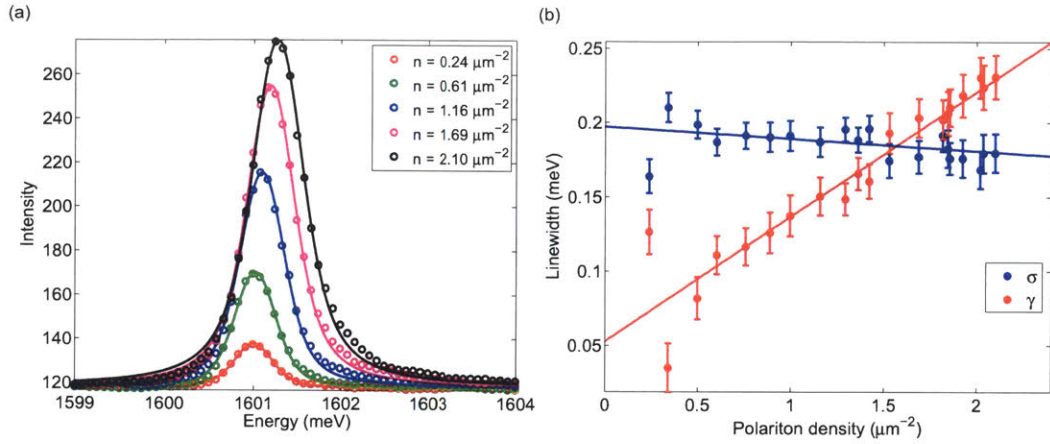 (a)
260
240
220
200
180
160
140
120
Intensity
n = 0.24 μm⁻²
n = 0.61 μm⁻²
n = 1.16 μm⁻²
n = 1.69 μm⁻²
n = 2.10 μm⁻²
1599
1600
1601
1602
1603
1604
Energy (meV)
(b)
0.25
0.2
0.15
0.1
0.05
Linewidth (meV)
σ
γ
0
0.5
1
1.5
2
Polariton density (μm⁻²)